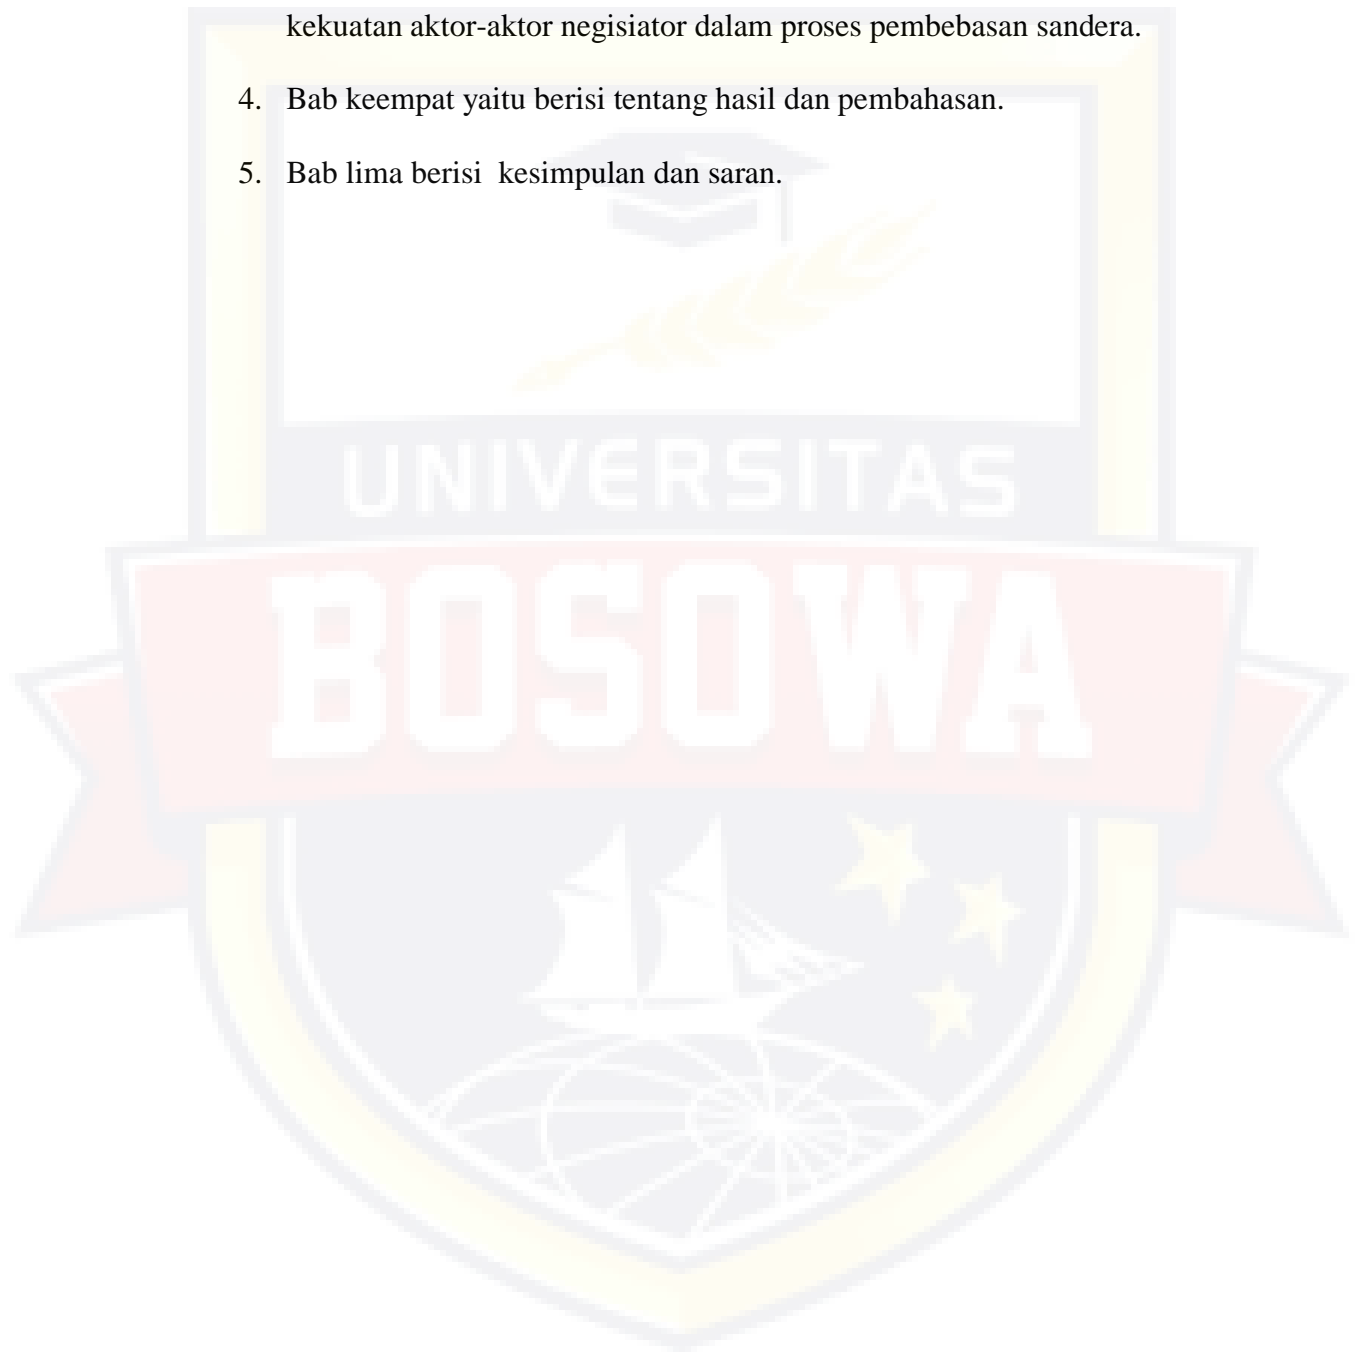 kekuatan aktor-aktor negisiator dalam proses pembebasan sandera.
4. Bab keempat yaitu berisi tentang hasil dan pembahasan.
5. Bab lima berisi kesimpulan dan saran.
UNIVERSITAS
BOSOWA